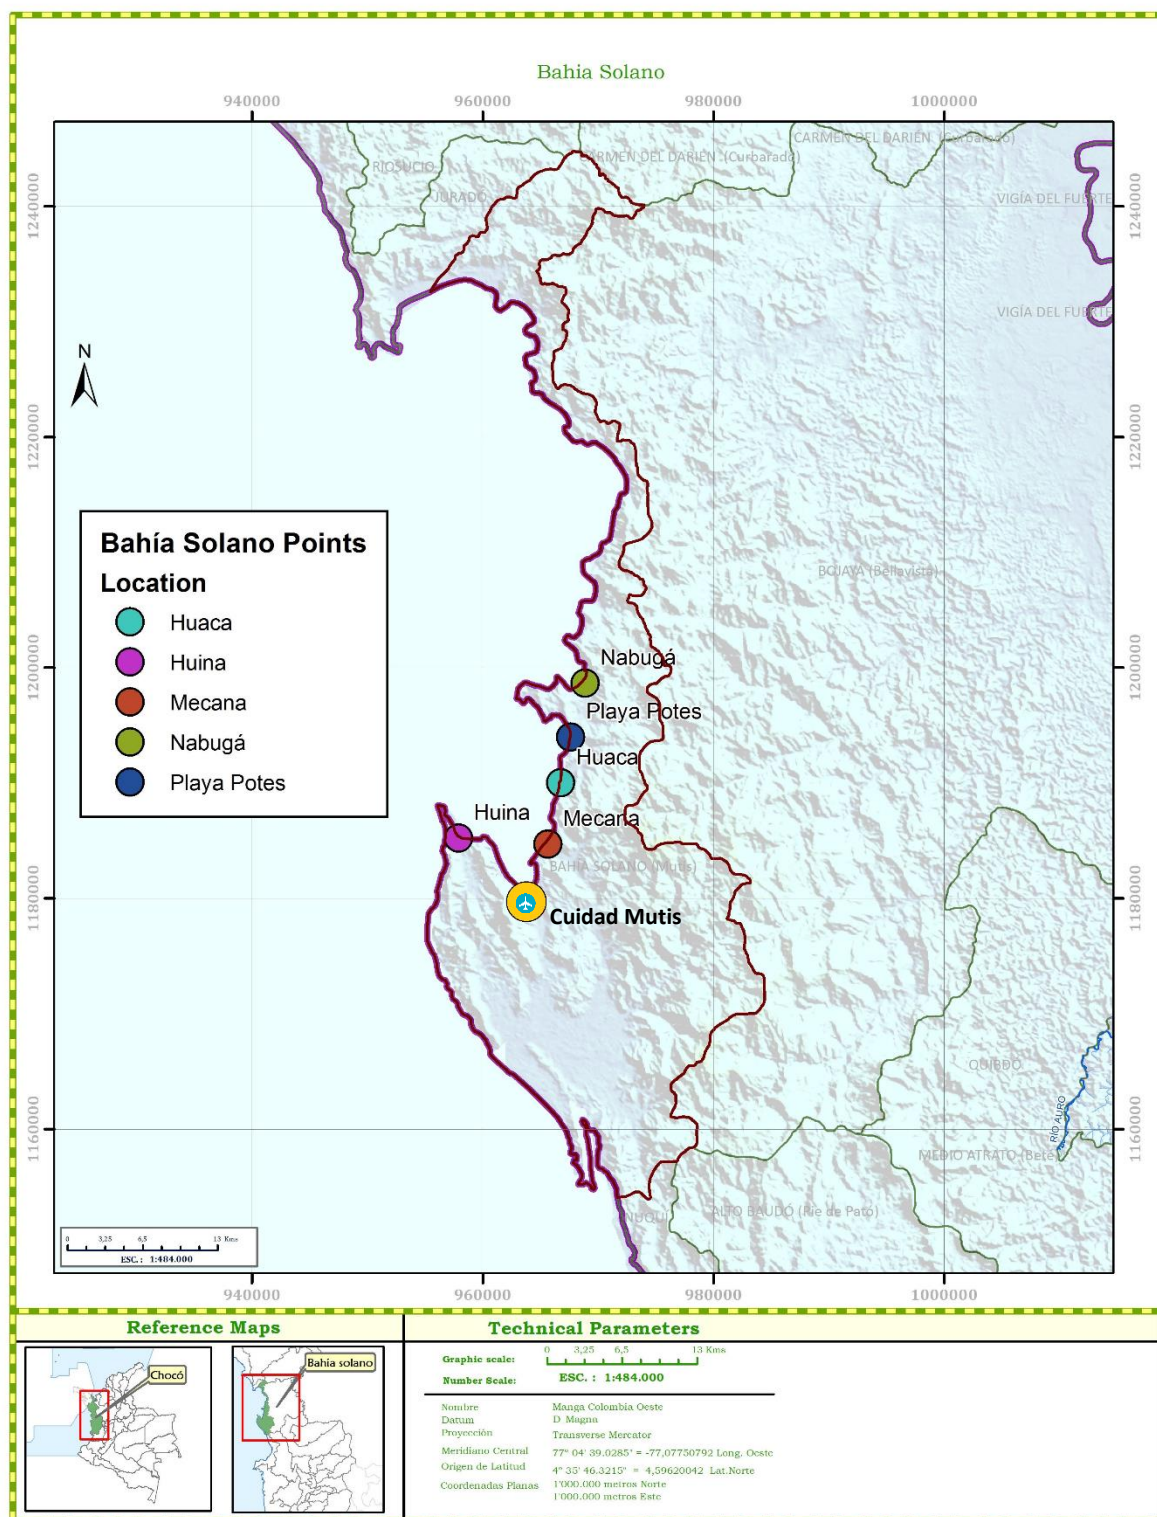 Bahia Solano
940000 960000 980000 1000000
CARMEN DEL DARIEN (Curbaradó)
CARMEN DEL DARIEN (Curbaradó)
RIOSUCIO
JURADÓ
VIGÍA DEL FUERTE
1240000 1240000
VIGÍA DEL FUERTE
N
1220000 1220000
Bahía Solano Points
Location
Huaca
Huina
Mecana
Nabugá
Playa Potes
BOJAYA (Bellavista)
1200000 1200000
Nabugá
Playa Potes
Huaca
Huina
Mecana
BAHÍA SOLANO (Mutis)
1180000 1180000
Cuidad Mutis
QUIBDÓ
RÍO AURO
1160000 1160000
MEDIO ATRATO (Beté)
ALTO BAUDÓ (Pie de Pató)
NUQUÍ
0 3,25 6,5 13 Kms
ESC. : 1:484.000
940000 960000 980000 1000000
Reference Maps
Chocó
Bahia solano
Technical Parameters
Graphic scale: 0 3,25 6,5 13 Kms
Number Scale: ESC. : 1:484.000
Nombre Manga Colombia Oeste
Datum D Magna
Proyección Transverse Mercator
Meridiano Central 77° 04' 39.0285' = -77,07750792 Long. Oeste
Origen de Latitud 4° 35' 46.3215" = 4,59620042 Lat.Norte
Coordenadas Planas 1'000.000 metros Norte
1'000.000 metros Este